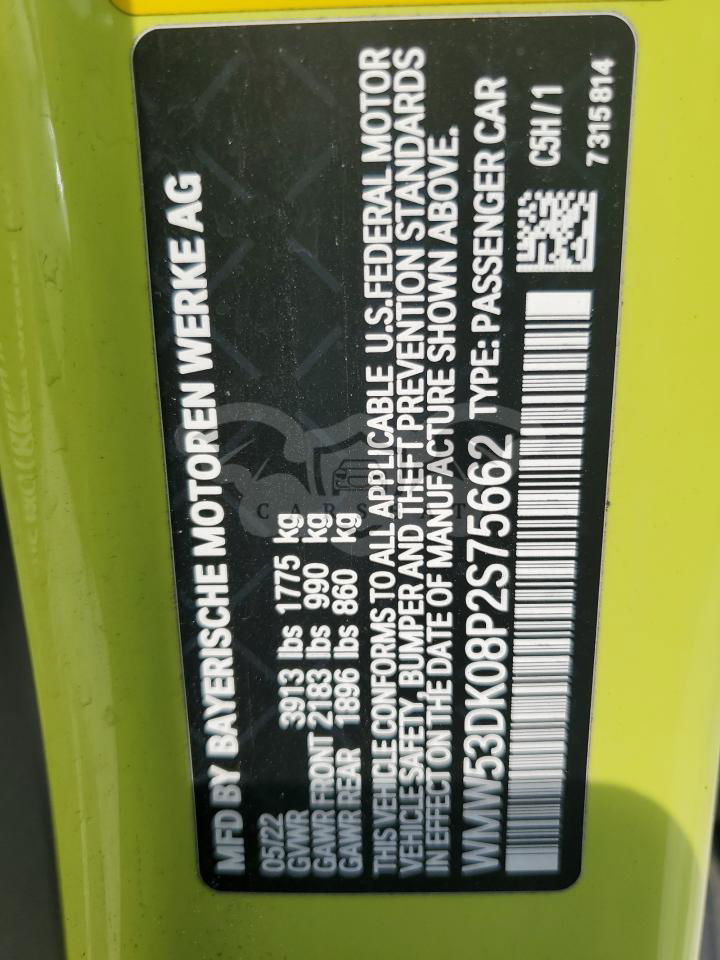 MFD BY BAYERISCHE MOTOREN WERKE AG
05/22
GVWR 3913 lbs 1775 kg
GAWR FRONT 2183 lbs 990 kg
GAWR REAR 1896 lbs 860 kg
THIS VEHICLE CONFORMS TO ALL APPLICABLE U.S.FEDERAL MOTOR
VEHICLE SAFETY, BUMPER AND THEFT PREVENTION STANDARDS
IN EFFECT ON THE DATE OF MANUFACTURE SHOWN ABOVE.
WMW53DK08P2S75662 TYPE: PASSENGER CAR
C5H/1
7 315 814